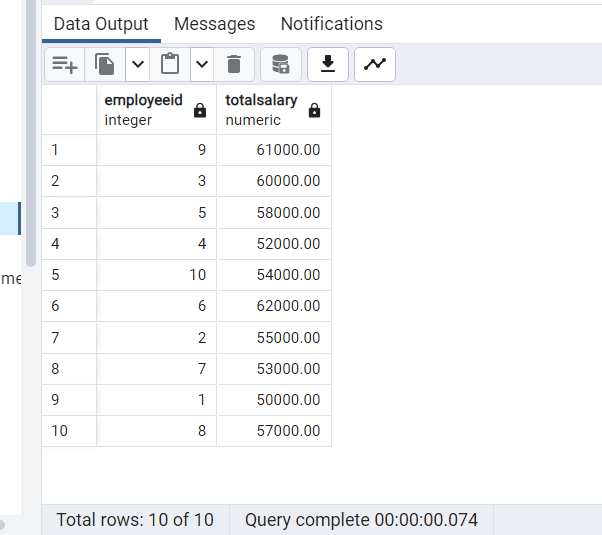 Data Output Messages Notifications
employeeid totalsalary
integer numeric
1 9 61000.00
2 3 60000.00
3 5 58000.00
4 4 52000.00
5 10 54000.00
me
6 6 62000.00
7 2 55000.00
8 7 53000.00
9 1 50000.00
10 8 57000.00
Total rows: 10 of 10 Query complete 00:00:00.074